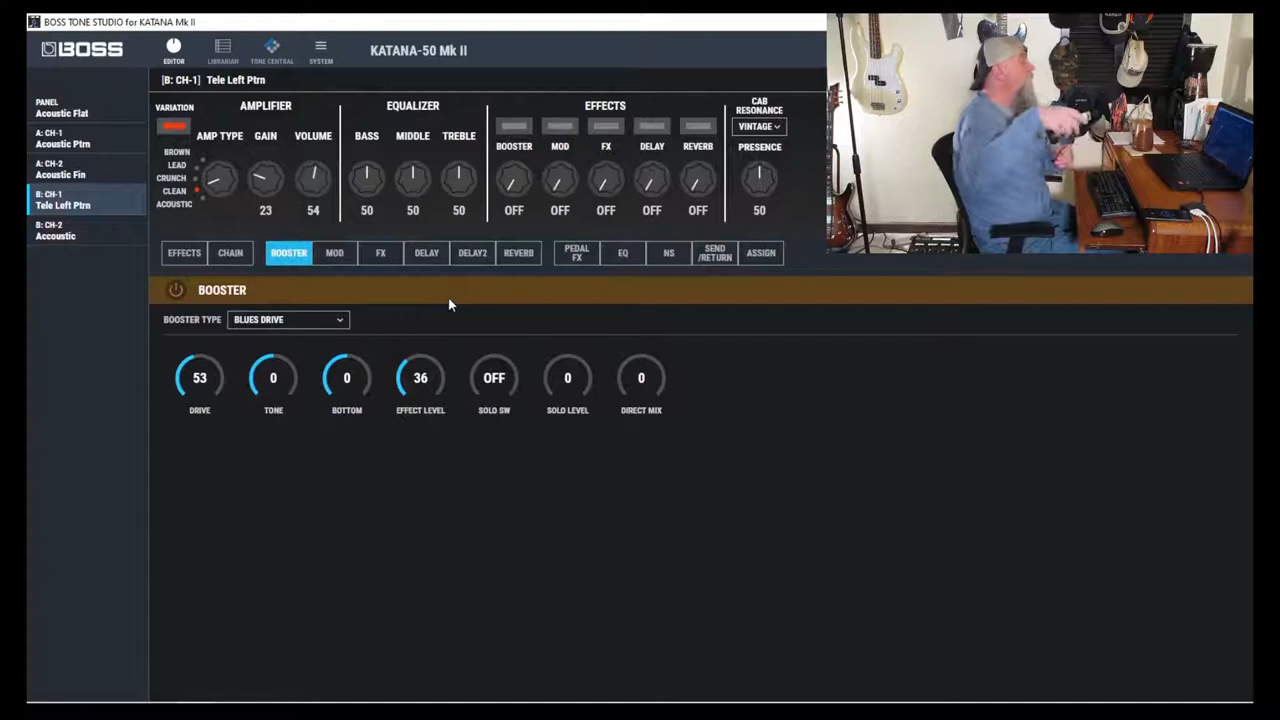 BOSS TONE STUDIO for KATANA Mk II
BOSS
EDITOR
LIBRARIAN
TONE CENTRAL
SYSTEM
KATANA-50 Mk II
[B: CH-1] Tele Left Ptrn
PANEL
Acoustic Flat
A: CH-1
Acoustic Ptrn
A: CH-2
Acoustic Fin
B: CH-1
Tele Left Ptrn
B: CH-2
Accoustic
VARIATION
AMPLIFIER
AMP TYPE GAIN VOLUME
BROWN
LEAD
CRUNCH
CLEAN
ACOUSTIC
23 54
EQUALIZER
BASS MIDDLE TREBLE
50 50 50
EFFECTS
BOOSTER MOD FX DELAY REVERB
OFF OFF OFF OFF OFF
CAB
RESONANCE
VINTAGE
PRESENCE
50
EFFECTS CHAIN BOOSTER MOD FX DELAY DELAY2 REVERB
PEDAL
FX
EQ
NS
SEND
/RETURN
ASSIGN
BOOSTER
BOOSTER TYPE BLUES DRIVE
53 0 0 36 OFF 0 0
DRIVE TONE BOTTOM EFFECT LEVEL SOLO SW SOLO LEVEL DIRECT MIX